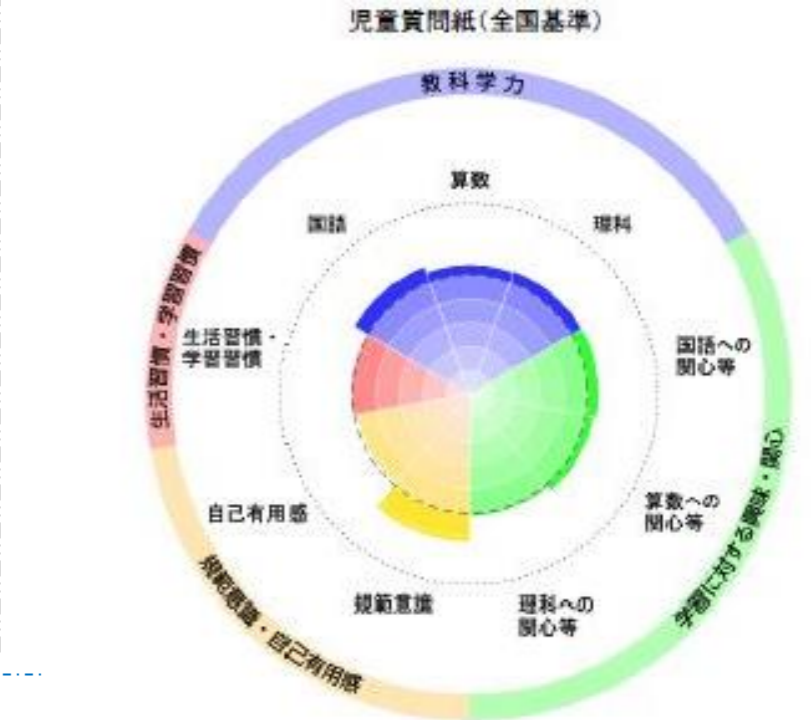 児童質問紙(全国基準)
教科学力
算数
国語
理科
生活習慣・学習習慣
生活習慣・
学習習慣
国語への
関心等
自己有用感
算数への
関心等
学習に対する興味・関心
規範意識
理科への
関心等
規範意識・自己有用感